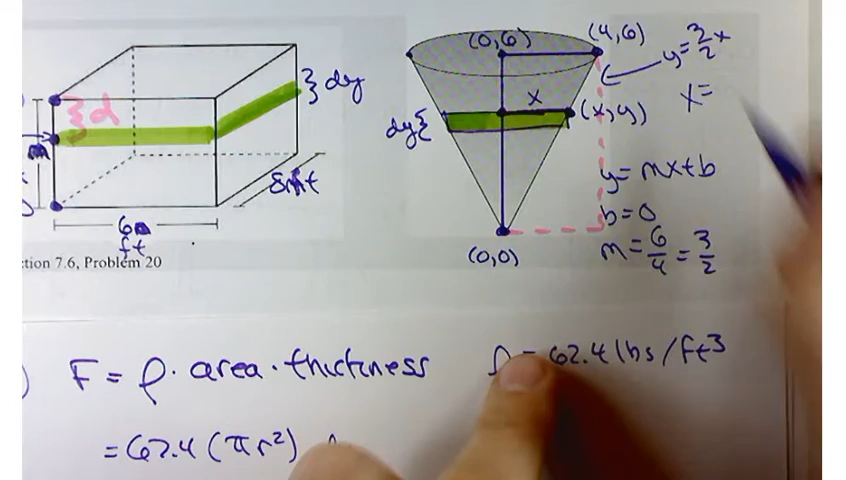 (0,6)
(4,6)
y = 3/2 x
x =
} dy
} d
x
(x,y)
dy {
8 ft
y = mx + b
6
ft
b = 0
m = 6/4 = 3/2
(0,0)
tion 7.6, Problem 20
F = ρ · area · thickness
= 62.4 lbs/ft³
= 62.4 (πr²)